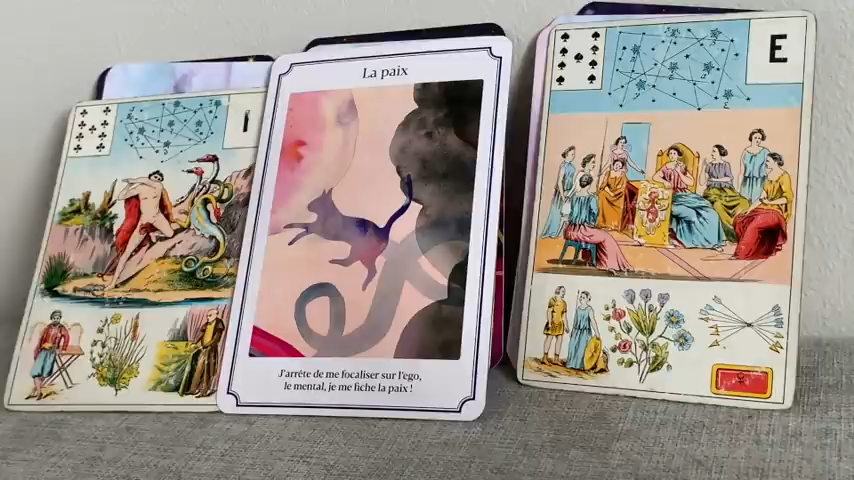 I
La paix
J'arrête de me focaliser sur l'ego,
le mental, je me fiche la paix !
E